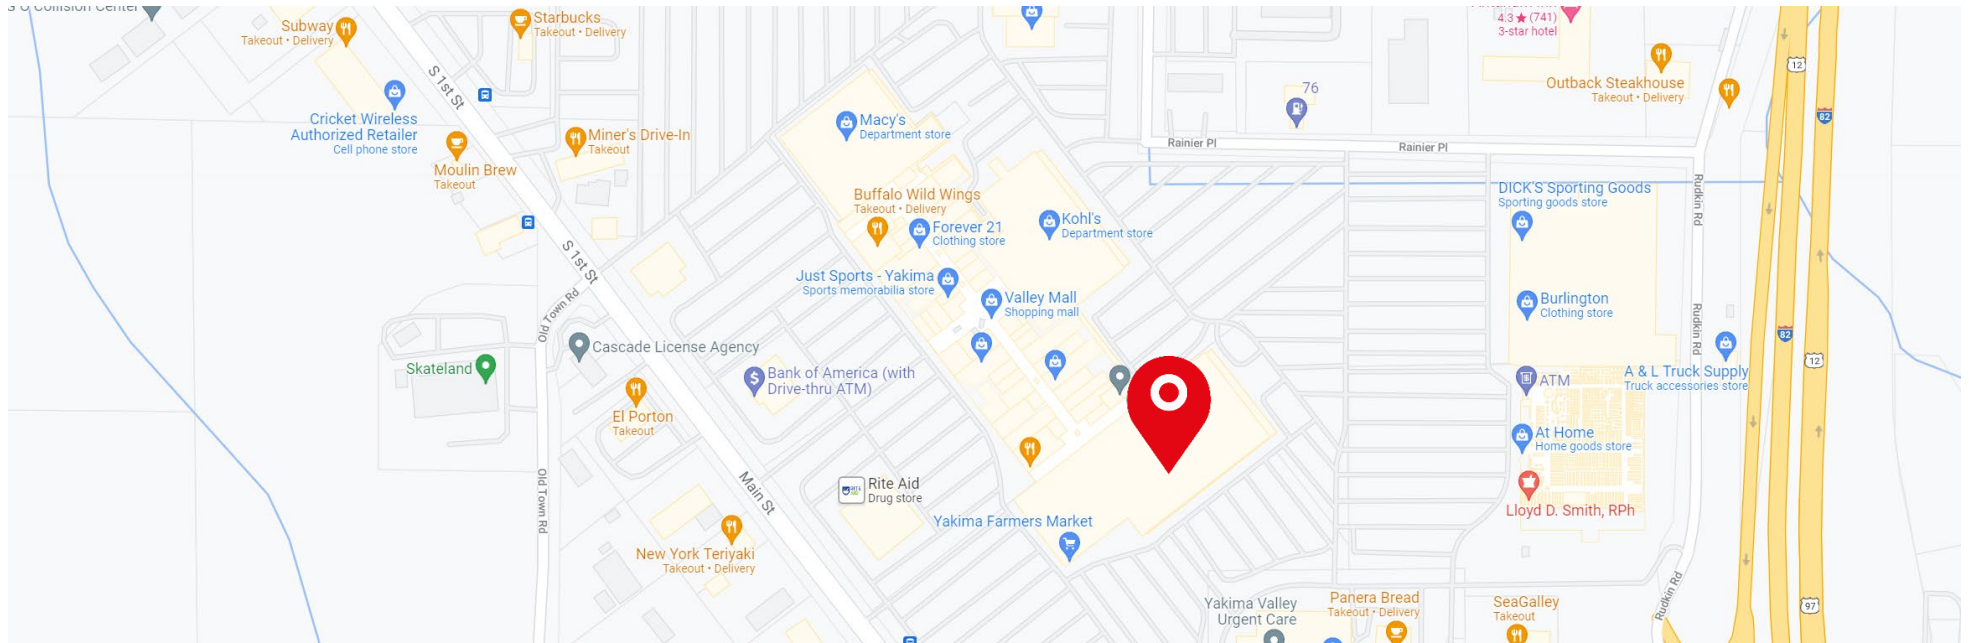 Collision Center
Subway
Takeout • Delivery
Starbucks
Takeout • Delivery
4.3 ★ (741)
3-star hotel
12
Outback Steakhouse
Takeout • Delivery
S 1st St
76
82
Cricket Wireless
Authorized Retailer
Cell phone store
Macy's
Department store
Miner's Drive-In
Takeout
Rainier Pl
Rainier Pl
Moulin Brew
Takeout
Buffalo Wild Wings
Takeout • Delivery
DICK'S Sporting Goods
Sporting goods store
Rudkin Rd
Forever 21
Clothing store
Kohl's
Department store
S 1st St
Just Sports - Yakima
Sports memorabilia store
Valley Mall
Shopping mall
Burlington
Clothing store
Old Town Rd
Rudkin Rd
82
12
Cascade License Agency
Skateland
Bank of America (with
Drive-thru ATM)
ATM
A & L Truck Supply
Truck accessories store
El Porton
Takeout
At Home
Home goods store
Old Town Rd
Main St
Rite Aid
Drug store
Lloyd D. Smith, RPh
Yakima Farmers Market
New York Teriyaki
Takeout • Delivery
Rudkin Rd
Yakima Valley
Urgent Care
Panera Bread
Takeout • Delivery
SeaGalley
Takeout
97